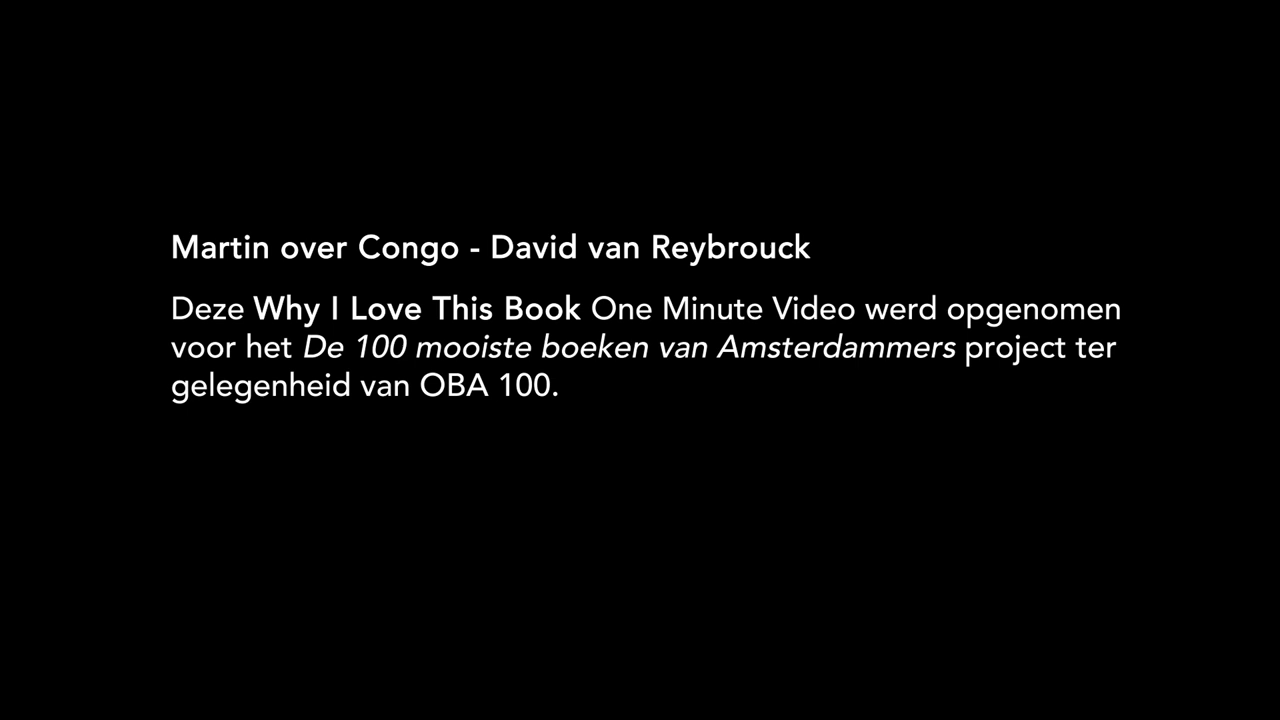 Martin over Congo - David van Reybrouck
Deze Why I Love This Book One Minute Video werd opgenomen
voor het De 100 mooiste boeken van Amsterdammers project ter
gelegenheid van OBA 100.